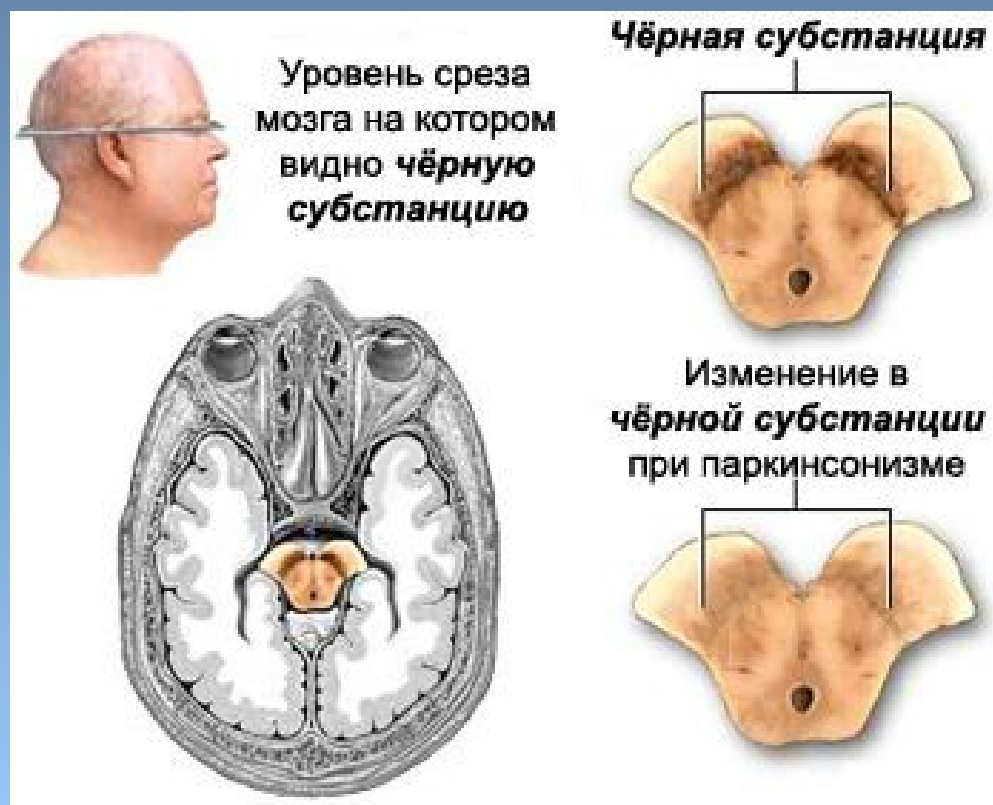 Уровень среза
мозга на котором
видно чёрную
субстанцию
Чёрная субстанция
Изменение в
чёрной субстанции
при паркинсонизме